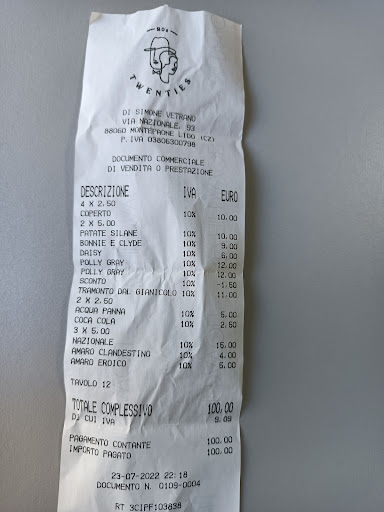 TWENTIES
DI SIMONE VETRANO
VIA NAZIONALE, 93
88060 MONTEPAONE LIDO (CZ)
P.IVA 03806300798
DOCUMENTO COMMERCIALE
DI VENDITA O PRESTAZIONE
DESCRIZIONE IVA EURO
4 X 2,50
COPERTO 10% 10,00
2 X 5,00
PATATE SILANE 10% 10,00
BONNIE E CLYDE 10% 9,00
DAISY 10% 6,00
POLLY GRAY 10% 12,00
POLLY GRAY 10% 12,00
SCONTO 10% -1,50
TRAMONTO DAL GIANICOLO 10% 11,00
2 X 2,50
ACQUA PANNA 10% 5,00
COCA COLA 10% 2,50
3 X 5,00
NAZIONALE 10% 15,00
AMARO CLANDESTINO 10% 4,00
AMARO EROICO 10% 5,00
TAVOLO 12
TOTALE COMPLESSIVO 100,00
DI CUI IVA 9,09
PAGAMENTO CONTANTE 100,00
IMPORTO PAGATO 100,00
23-07-2022 22:18
DOCUMENTO N. 0109-0004
RT 3CIPF103838